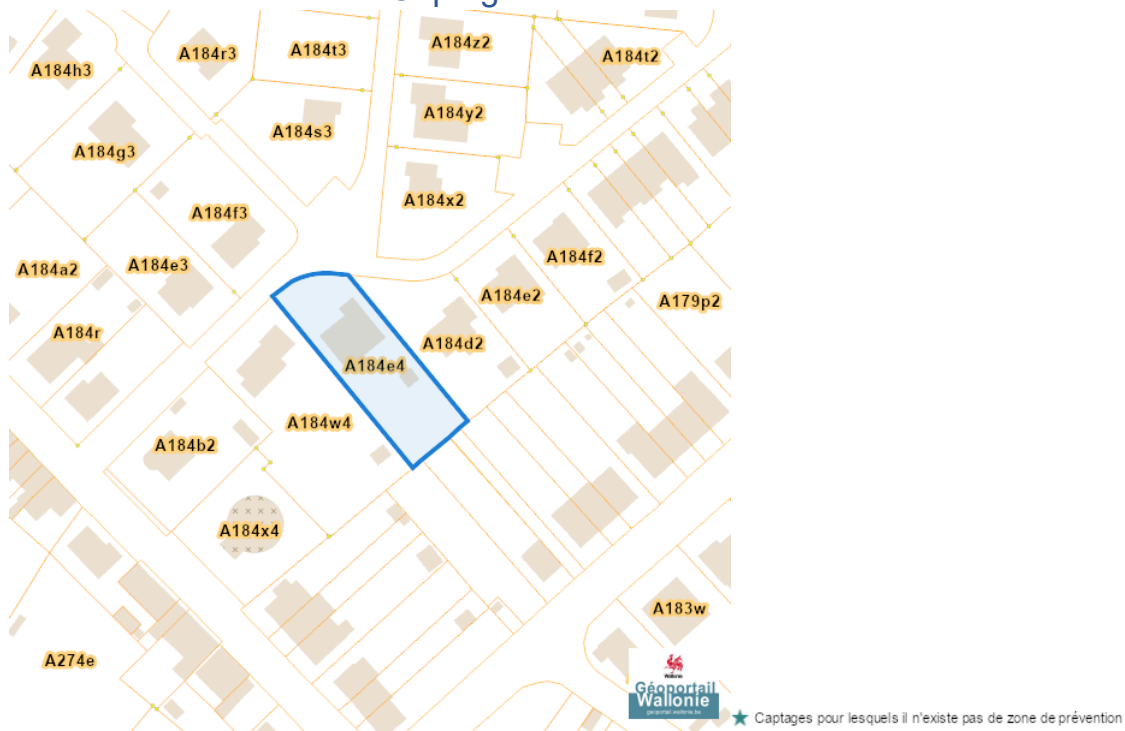 A184h3
A184r3
A184t3
A184z2
A184t2
A184g3
A184s3
A184y2
A184f3
A184x2
A184a2
A184e3
A184f2
A184e2
A179p2
A184r
A184d2
A184e4
A184w4
A184b2
A184x4
A183w
A274e
Wallonie
Géoportail
Wallonie
geoportail.wallonie.be
Captages pour lesquels il n'existe pas de zone de prévention